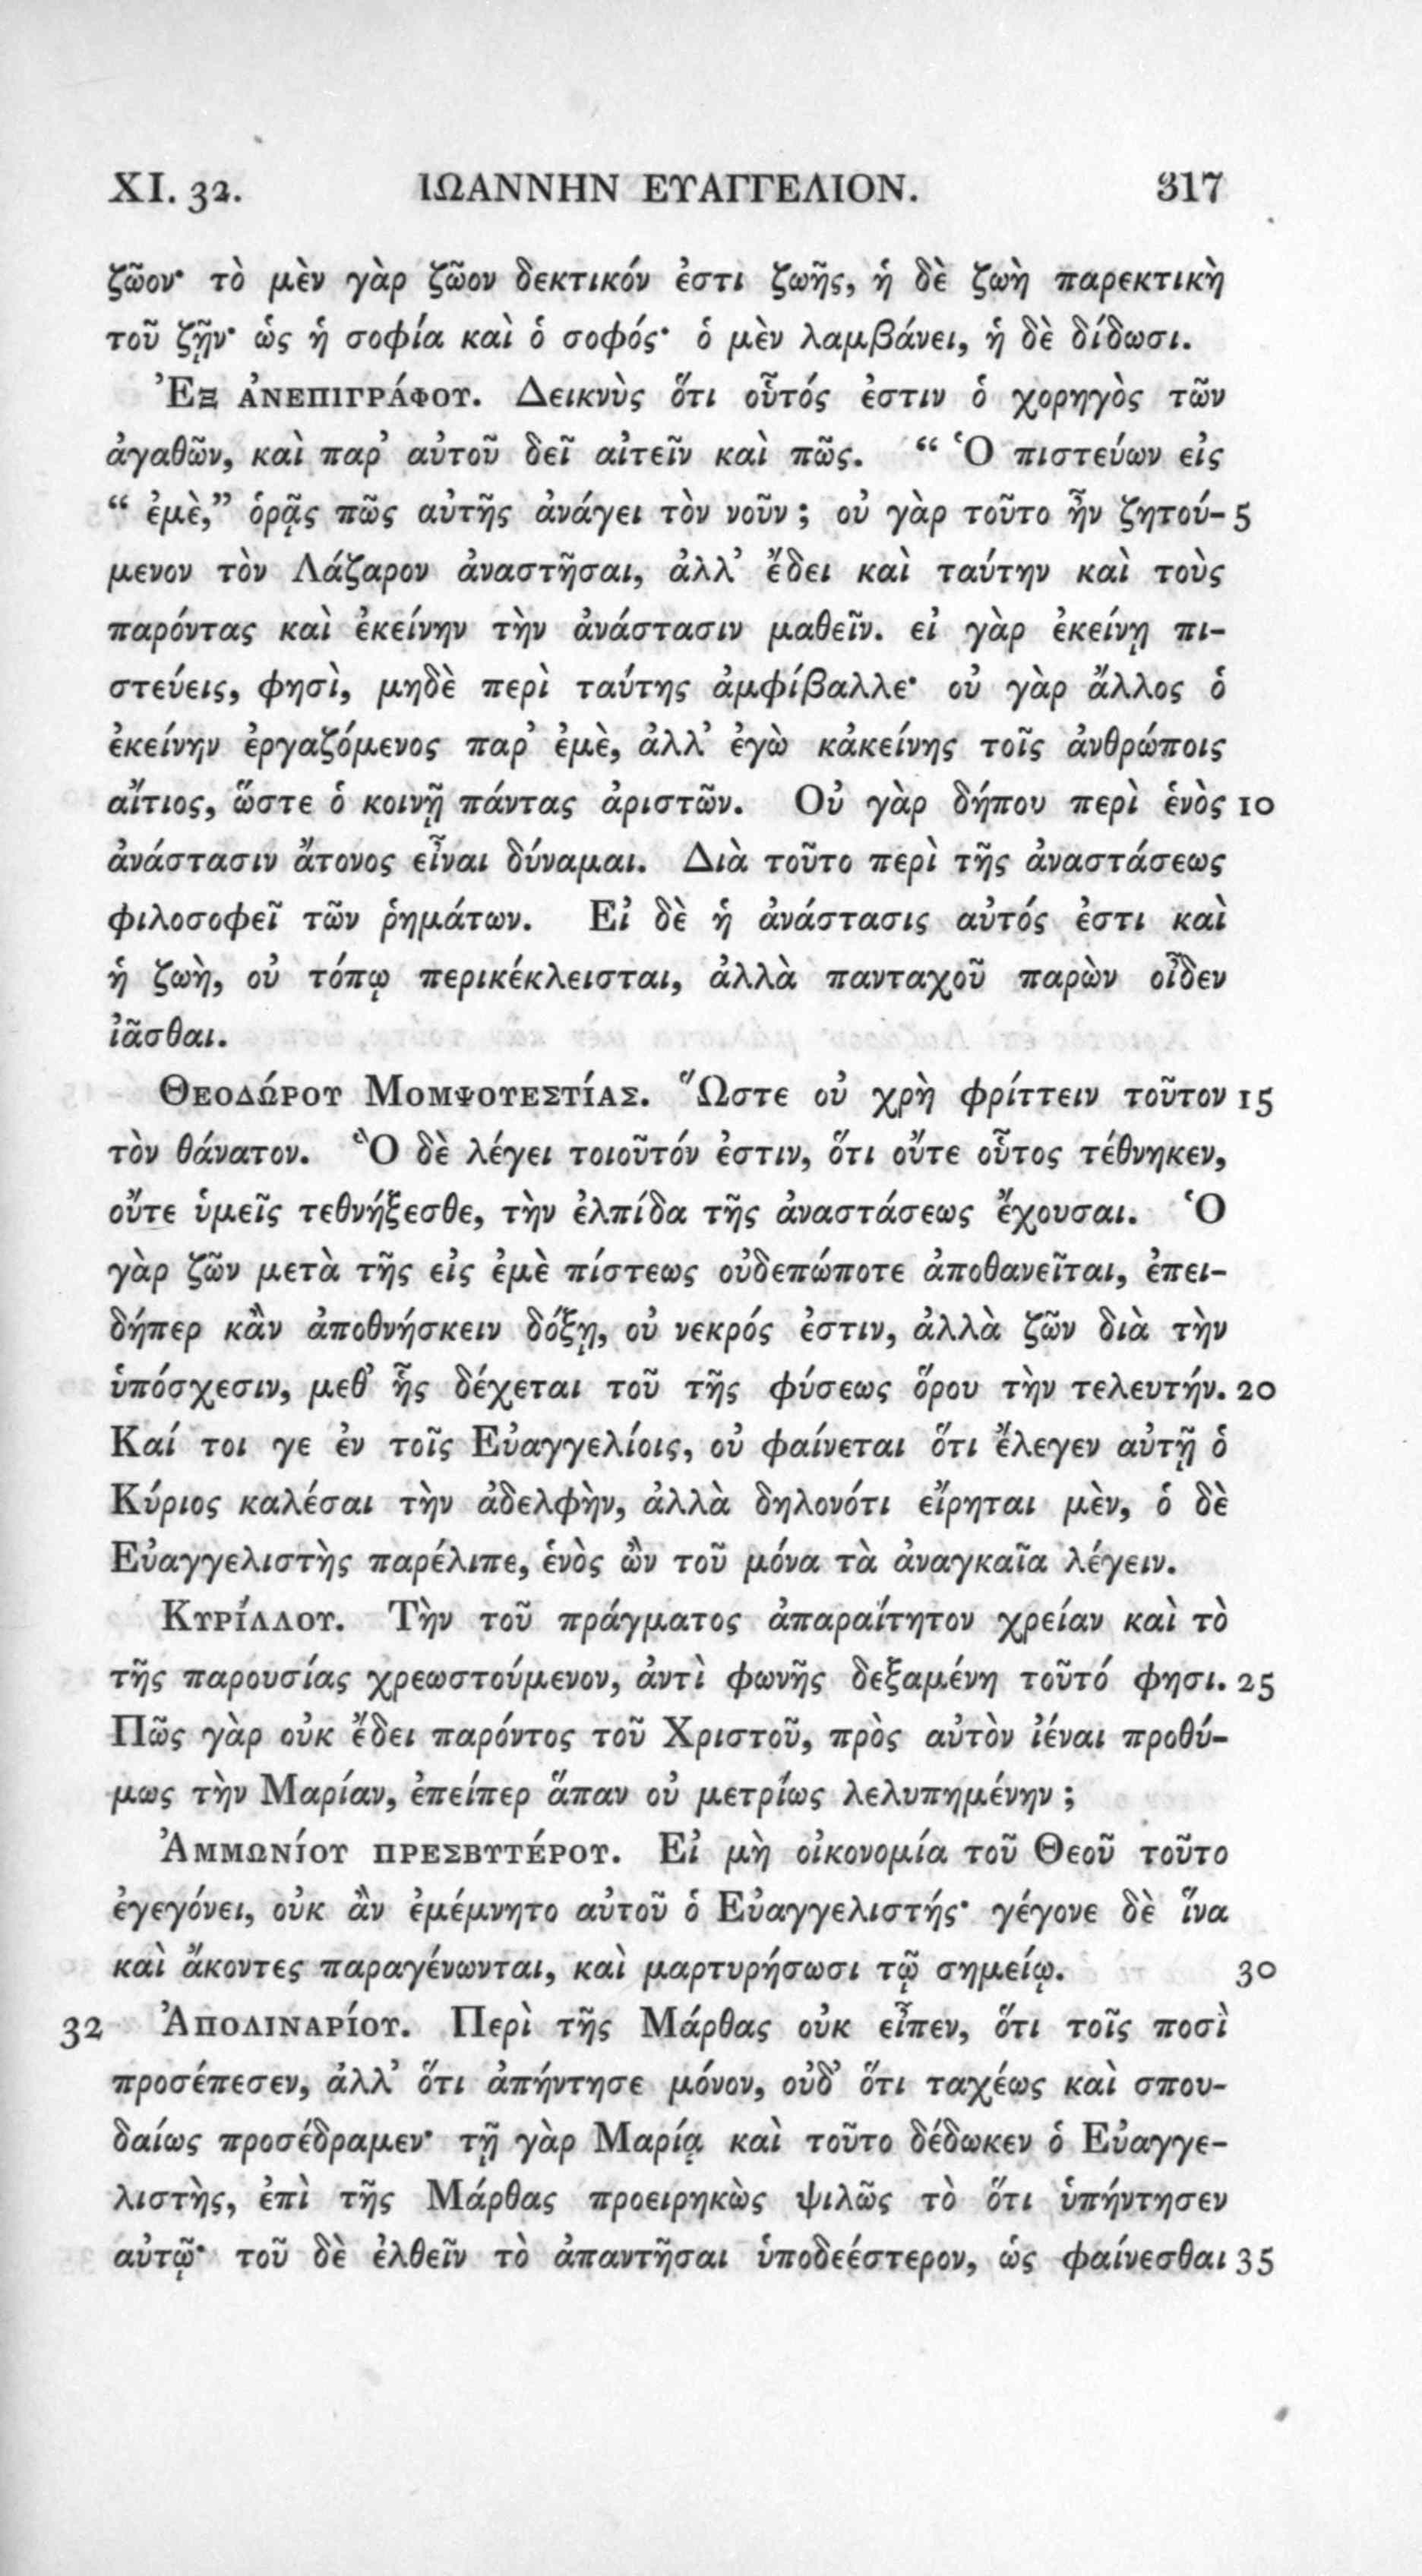 XI. 32. ΙΩΑΝΝΗΝ ΕΥΑΓΓΕΛΙΟΝ. 317
ζῶον· τὸ μὲν γὰρ ζῶον δεκτικόν ἐστι ζωῆς, ἡ δὲ ζωὴ παρεκτικὴ
τοῦ ζῇν· ὡς ἡ σοφία καὶ ὁ σοφός· ὁ μὲν λαμβάνει, ἡ δὲ δίδωσι.
Ἐξ ἀνεπιγράφου. Δεικνὺς ὅτι οὗτός ἐστιν ὁ χορηγὸς τῶν
ἀγαθῶν, καὶ παρ’ αὐτοῦ δεῖ αἰτεῖν καὶ πῶς. “ Ὁ πιστεύων εἰς
“ ἐμὲ,” ὁρᾷς πῶς αὐτῆς ἀνάγει τὸν νοῦν ; οὐ γὰρ τοῦτο ἦν ζητού- 5
μενον τὸν Λάζαρον ἀναστῆσαι, ἀλλ’ ἔδει καὶ ταύτην καὶ τοὺς
παρόντας καὶ ἐκείνην τὴν ἀνάστασιν μαθεῖν. εἰ γὰρ ἐκείνῃ πι-
στεύεις, φησὶ, μηδὲ περὶ ταύτης ἀμφίβαλλε· οὐ γὰρ ἄλλος ὁ
ἐκείνην ἐργαζόμενος παρ’ ἐμὲ, ἀλλ’ ἐγὼ κἀκείνης τοῖς ἀνθρώποις
αἴτιος, ὥστε ὁ κοινῇ πάντας ἀριστῶν. Οὐ γὰρ δήπου περὶ ἑνὸς 10
ἀνάστασιν ἄτονος εἶναι δύναμαι. Διὰ τοῦτο περὶ τῆς ἀναστάσεως
φιλοσοφεῖ τῶν ῥημάτων. Εἰ δὲ ἡ ἀνάστασις αὐτός ἐστι καὶ
ἡ ζωὴ, οὐ τόπῳ περικέκλεισται, ἀλλὰ πανταχοῦ παρὼν οἶδεν
ἰᾶσθαι.
Θεοδώρου Μομψουεστίας. Ὥστε οὐ χρὴ φρίττειν τοῦτον 15
τὸν θάνατον. Ὃ δὲ λέγει τοιοῦτόν ἐστιν, ὅτι οὔτε οὗτος τέθνηκεν,
οὔτε ὑμεῖς τεθνήξεσθε, τὴν ἐλπίδα τῆς ἀναστάσεως ἔχουσαι. Ὁ
γὰρ ζῶν μετὰ τῆς εἰς ἐμὲ πίστεως οὐδεπώποτε ἀποθανεῖται, ἐπει-
δήπερ κἂν ἀποθνήσκειν δόξῃ, οὐ νεκρός ἐστιν, ἀλλὰ ζῶν διὰ τὴν
ὑπόσχεσιν, μεθ’ ἧς δέχεται τοῦ τῆς φύσεως ὅρου τὴν τελευτήν. 20
Καί τοι γε ἐν τοῖς Εὐαγγελίοις, οὐ φαίνεται ὅτι ἔλεγεν αὐτῇ ὁ
Κύριος καλέσαι τὴν ἀδελφὴν, ἀλλὰ δηλονότι εἴρηται μὲν, ὁ δὲ
Εὐαγγελιστὴς παρέλιπε, ἑνὸς ὢν τοῦ μόνα τὰ ἀναγκαῖα λέγειν.
Κυρίλλου. Τὴν τοῦ πράγματος ἀπαραίτητον χρείαν καὶ τὸ
τῆς παρουσίας χρεωστούμενον, ἀντὶ φωνῆς δεξαμένη τοῦτό φησι. 25
Πῶς γὰρ οὐκ ἔδει παρόντος τοῦ Χριστοῦ, πρὸς αὐτὸν ἰέναι προθύ-
μως τὴν Μαρίαν, ἐπείπερ ἅπαν οὐ μετρίως λελυπημένην ;
Ἀμμωνίου πρεσβυτέρου. Εἰ μὴ οἰκονομία τοῦ Θεοῦ τοῦτο
ἐγεγόνει, οὐκ ἂν ἐμέμνητο αὐτοῦ ὁ Εὐαγγελιστής· γέγονε δὲ ἵνα
καὶ ἄκοντες παραγένωνται, καὶ μαρτυρήσωσι τῷ σημείῳ. 30
32 Ἀπολιναρίου. Περὶ τῆς Μάρθας οὐκ εἶπεν, ὅτι τοῖς ποσὶ
προσέπεσεν, ἀλλ’ ὅτι ἀπήντησε μόνον, οὐδ’ ὅτι ταχέως καὶ σπου-
δαίως προσέδραμεν· τῇ γὰρ Μαρίᾳ καὶ τοῦτο δέδωκεν ὁ Εὐαγγε-
λιστὴς, ἐπὶ τῆς Μάρθας προειρηκὼς ψιλῶς τὸ ὅτι ὑπήντησεν
αὐτῷ· τοῦ δὲ ἐλθεῖν τὸ ἀπαντῆσαι ὑποδεέστερον, ὡς φαίνεσθαι 35